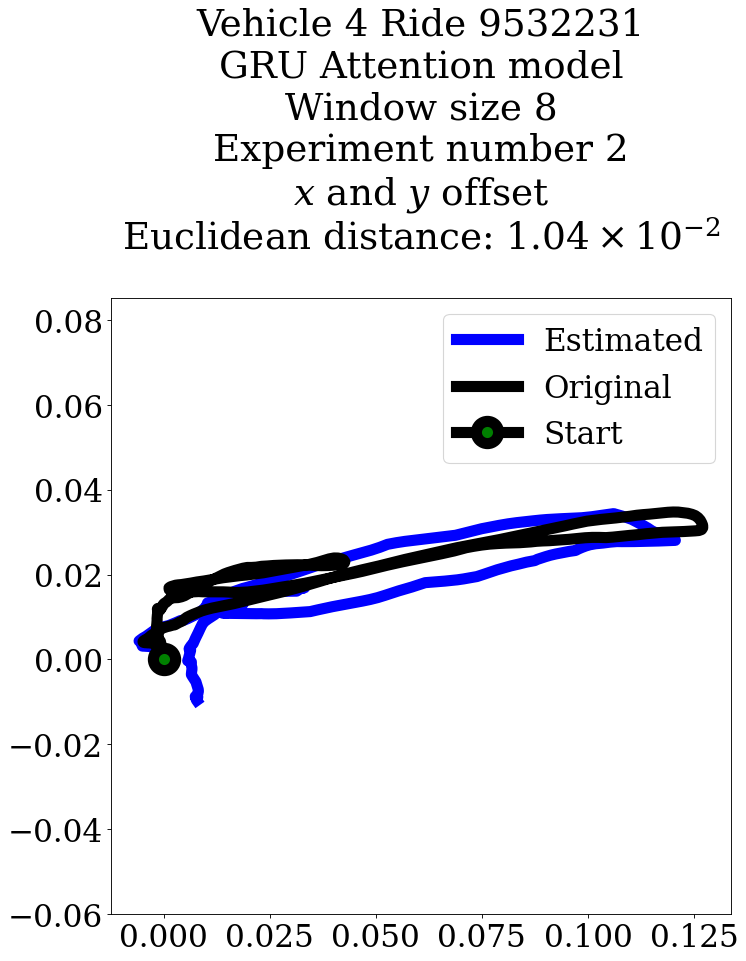 Vehicle 4 Ride 9532231
GRU Attention model
Window size 8
Experiment number 2
x and y offset
Euclidean distance: 1.04 × 10⁻²
Estimated
Original
Start
0.08
0.06
0.04
0.02
0.00
−0.02
−0.04
−0.06
0.000 0.025 0.050 0.075 0.100 0.125